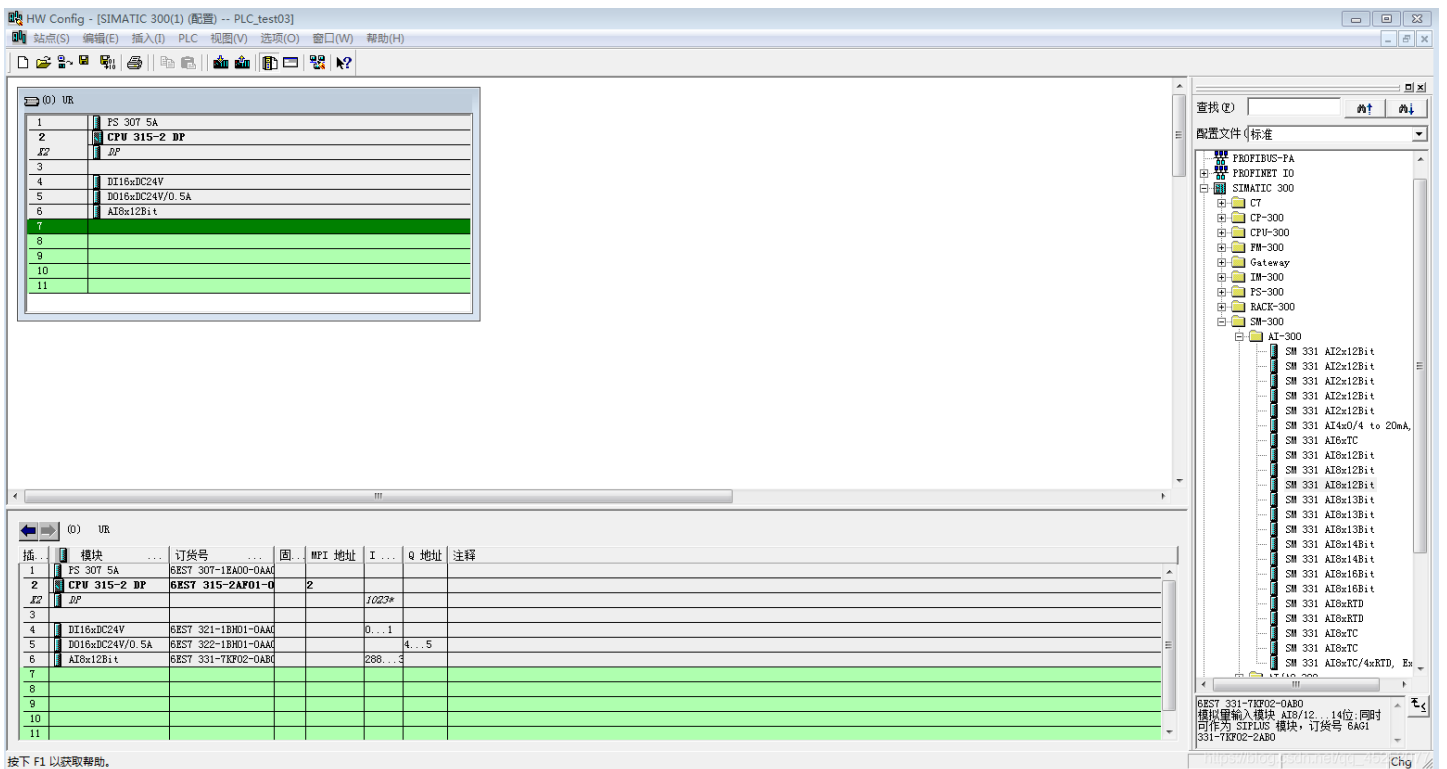 HW Config - [SIMATIC 300(1) (配置) -- PLC_test03]
站点(S) 编辑(E) 插入(I) PLC 视图(V) 选项(O) 窗口(W) 帮助(H)
(0) UR
1 PS 307 5A
2 CPU 315-2 DP
X2 DP
3
4 DI16xDC24V
5 DO16xDC24V/0.5A
6 AI8x12Bit
7
8
9
10
11
查找(F)
配置文件( 标准
PROFIBUS-PA
PROFINET IO
SIMATIC 300
C7
CP-300
CPU-300
FM-300
Gateway
IM-300
PS-300
RACK-300
SM-300
AI-300
SM 331 AI2x12Bit
SM 331 AI2x12Bit
SM 331 AI2x12Bit
SM 331 AI2x12Bit
SM 331 AI2x12Bit
SM 331 AI4x0/4 to 20mA,
SM 331 AI6xTC
SM 331 AI8x12Bit
SM 331 AI8x12Bit
SM 331 AI8x12Bit
SM 331 AI8x13Bit
SM 331 AI8x13Bit
SM 331 AI8x13Bit
SM 331 AI8x14Bit
SM 331 AI8x14Bit
SM 331 AI8x16Bit
SM 331 AI8x16Bit
SM 331 AI8xRTD
SM 331 AI8xRTD
SM 331 AI8xTC
SM 331 AI8xTC
SM 331 AI8xTC/4xRTD, Ex
6ES7 331-7KF02-0AB0
模拟量输入模块 AI8/12...14位;同时
可作为 SIPLUS 模块，订货号 6AG1
331-7KF02-2AB0
(0) UR
插... 模块 ... 订货号 ... 固... MPI 地址 I ... Q 地址 注释
1 PS 307 5A 6ES7 307-1EA00-0AA0
2 CPU 315-2 DP 6ES7 315-2AF01-0 2
X2 DP 1023*
3
4 DI16xDC24V 6ES7 321-1BH01-0AA0 0...1
5 DO16xDC24V/0.5A 6ES7 322-1BH01-0AA0 4...5
6 AI8x12Bit 6ES7 331-7KF02-0AB0 288...3
7
8
9
10
11
按下 F1 以获取帮助。
Chg